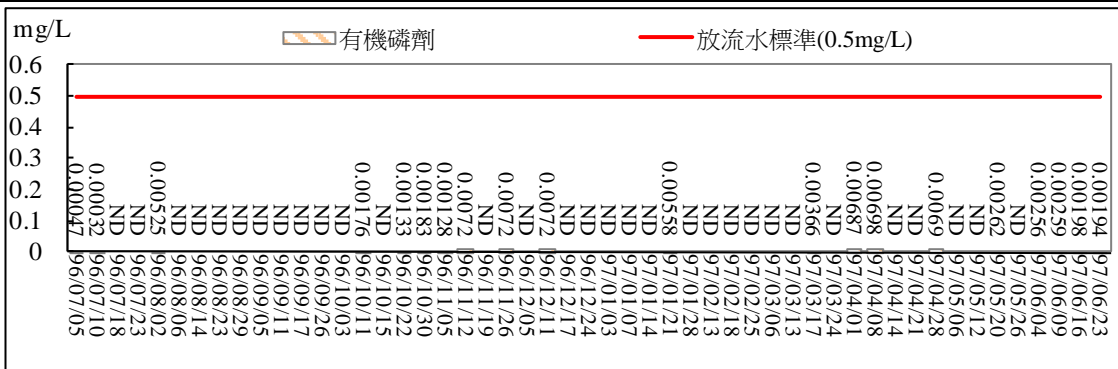 mg/L
有機磷劑
放流水標準(0.5mg/L)
0.6
0.5
0.4
0.3
0.2
0.1
0
0.00047
0.00032
ND
ND
0.00525
ND
ND
ND
ND
ND
ND
ND
ND
ND
0.00176
ND
0.00133
0.00183
0.00128
0.0072
ND
0.0072
ND
0.0072
ND
ND
ND
ND
ND
0.00558
ND
ND
ND
ND
ND
ND
0.00366
ND
0.00687
0.00698
ND
ND
0.0069
ND
ND
0.00262
ND
0.00256
0.00259
0.00198
0.00194
96/07/05
96/07/10
96/07/18
96/07/23
96/08/02
96/08/06
96/08/14
96/08/23
96/08/29
96/09/05
96/09/11
96/09/17
96/09/26
96/10/03
96/10/11
96/10/15
96/10/22
96/10/30
96/11/05
96/11/12
96/11/19
96/11/26
96/12/05
96/12/11
96/12/17
96/12/24
97/01/03
97/01/07
97/01/14
97/01/21
97/01/28
97/02/13
97/02/18
97/02/25
97/03/06
97/03/13
97/03/17
97/03/24
97/04/01
97/04/08
97/04/14
97/04/21
97/04/28
97/05/06
97/05/12
97/05/20
97/05/26
97/06/04
97/06/09
97/06/16
97/06/23